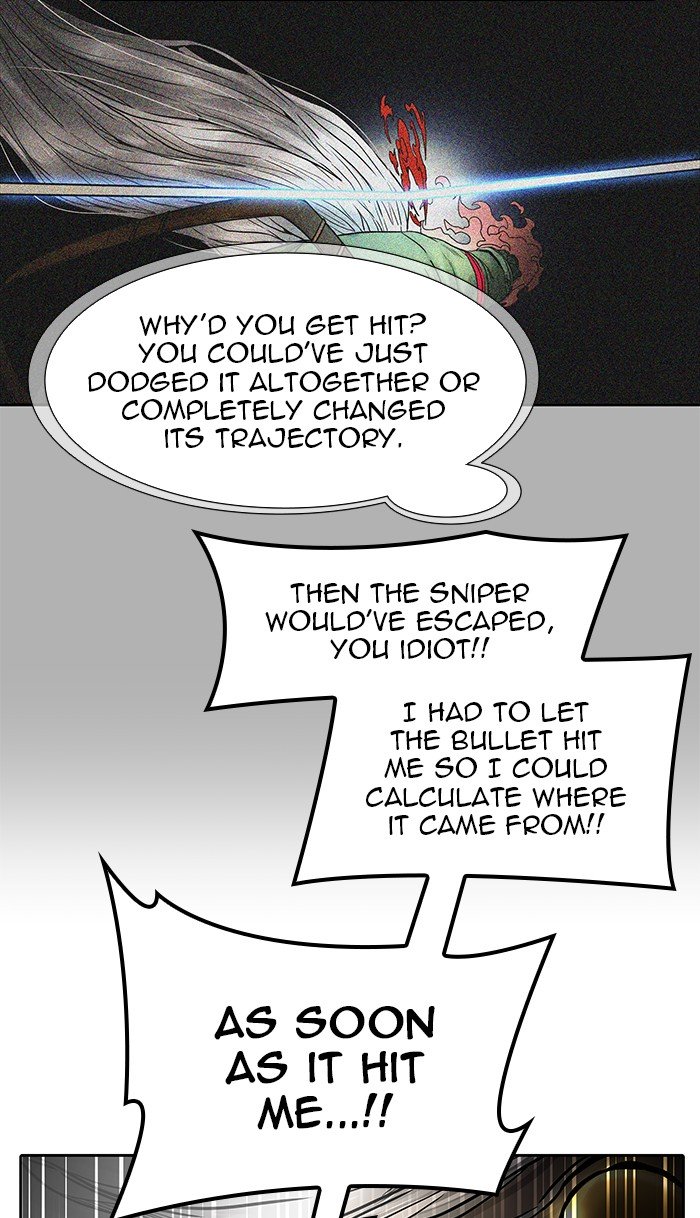 WHY'D YOU GET HIT?
YOU COULD'VE JUST
DODGED IT ALTOGETHER OR
COMPLETELY CHANGED
ITS TRAJECTORY.
THEN THE SNIPER
WOULD'VE ESCAPED,
YOU IDIOT!!
I HAD TO LET
THE BULLET HIT
ME SO I COULD
CALCULATE WHERE
IT CAME FROM!!
AS SOON
AS IT HIT
ME...!!